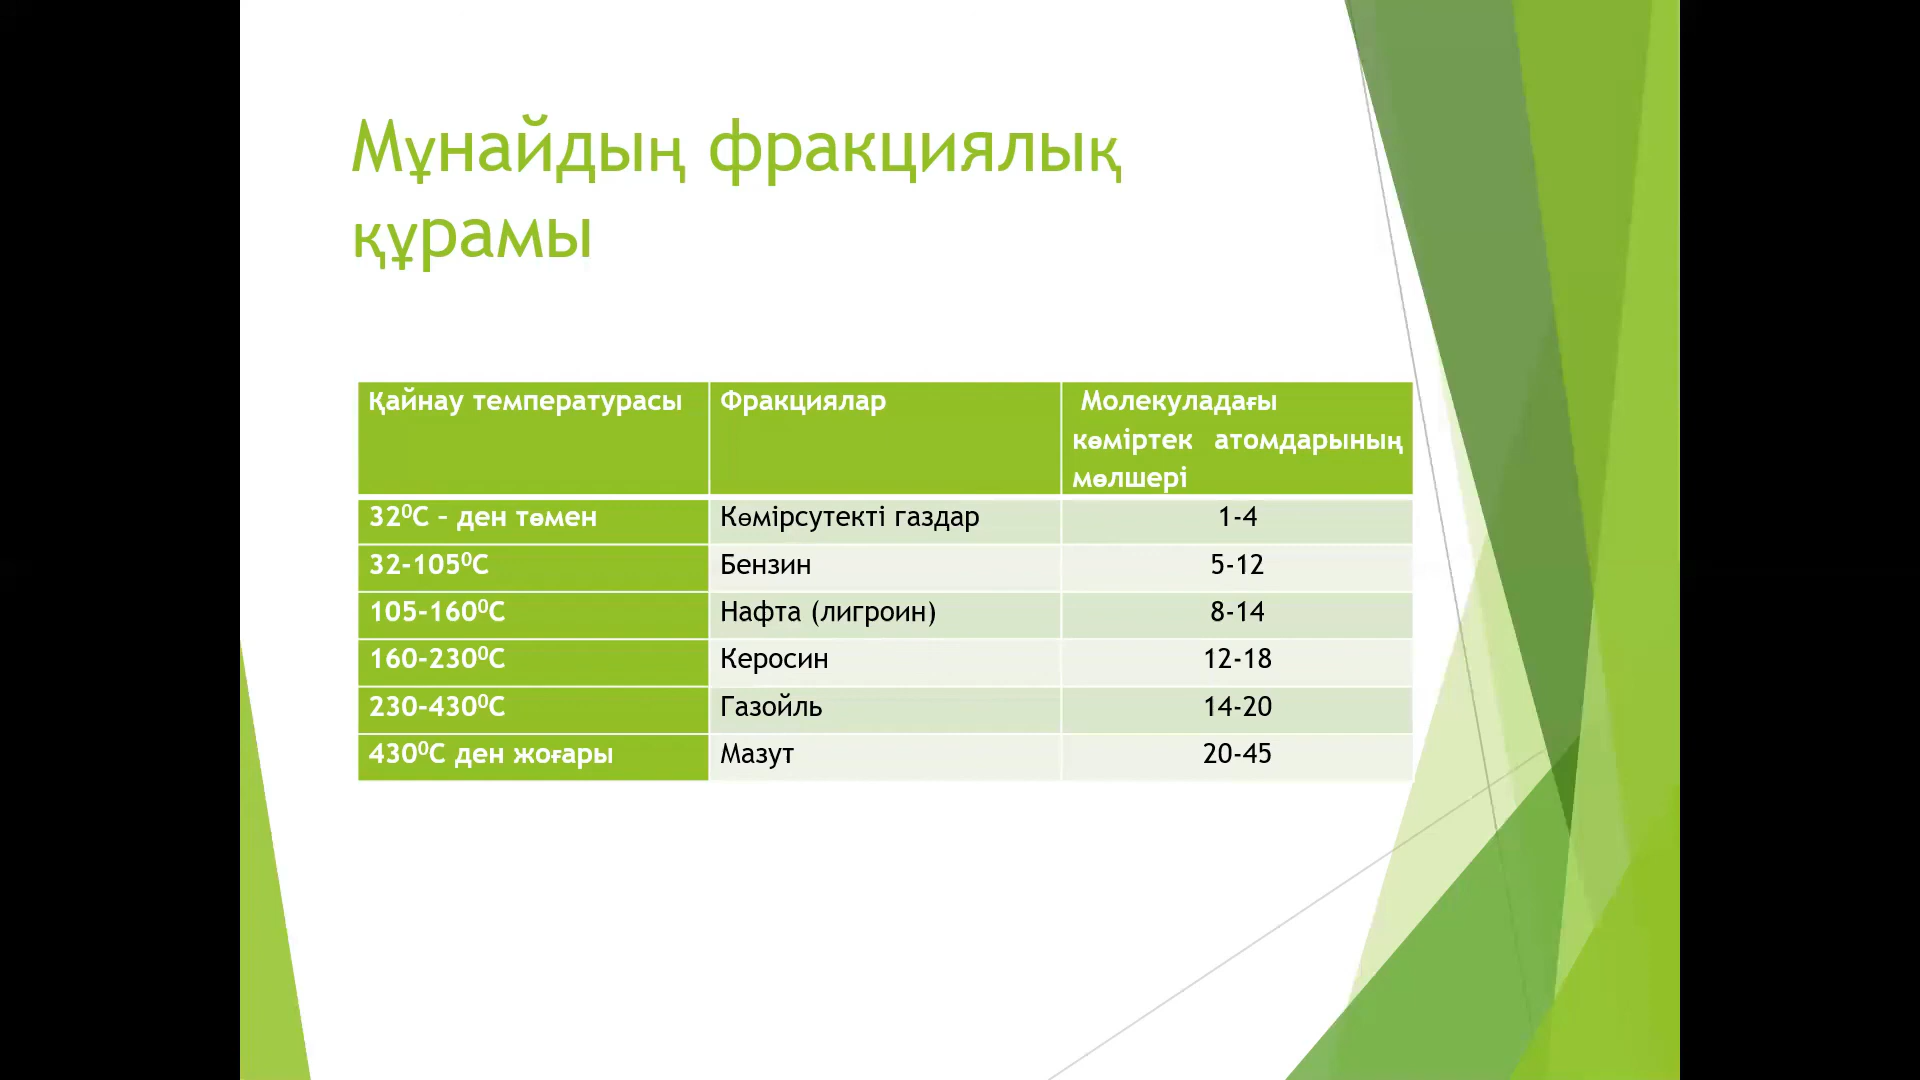 Мұнайдың фракциялық
құрамы
Қайнау температурасы Фракциялар Молекуладағы
көміртек атомдарының
мөлшері
32⁰С – ден төмен Көмірсутекті газдар 1-4
32-105⁰С Бензин 5-12
105-160⁰С Нафта (лигроин) 8-14
160-230⁰С Керосин 12-18
230-430⁰С Газойль 14-20
430⁰С ден жоғары Мазут 20-45